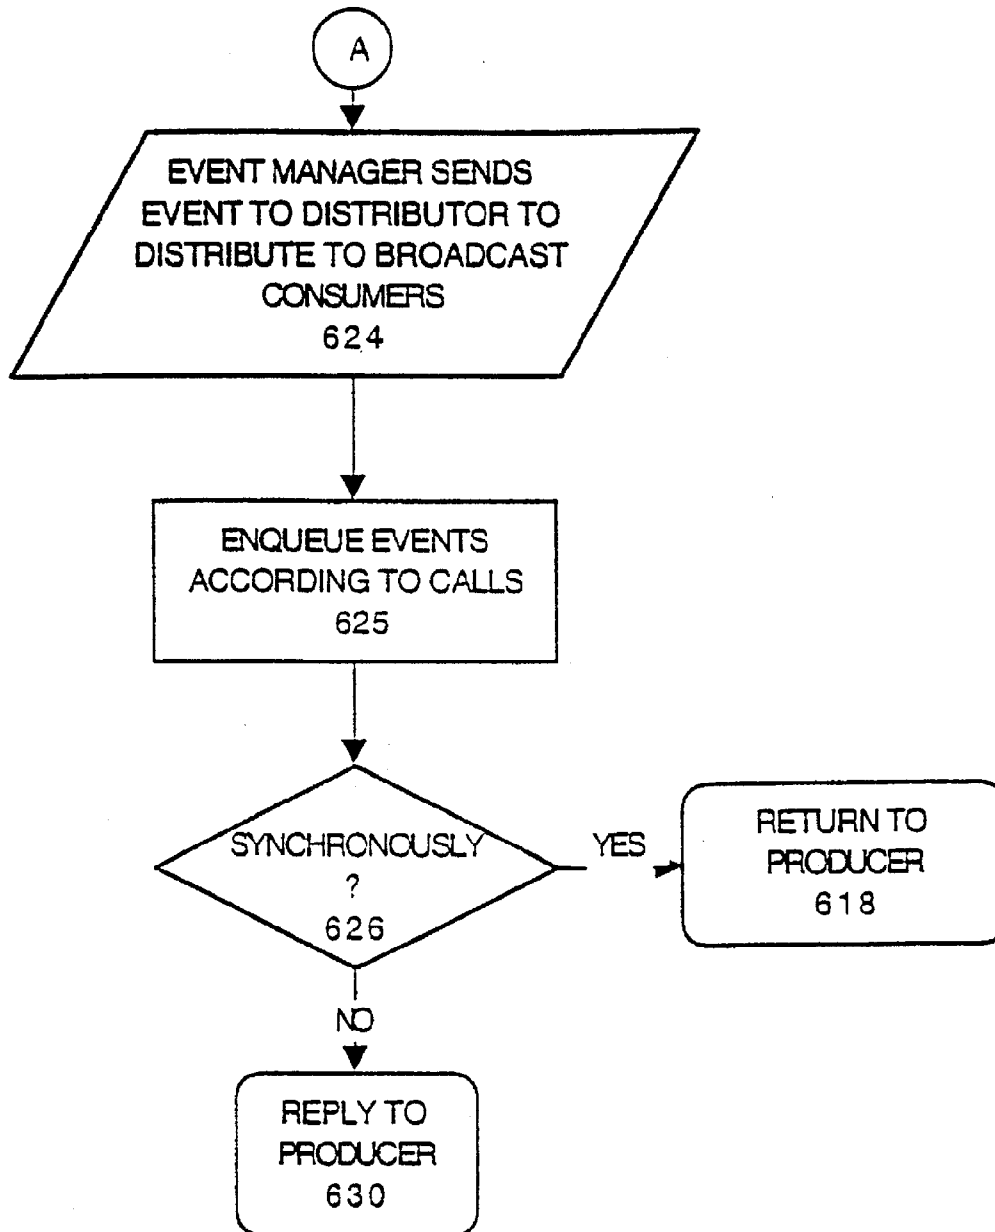 A
EVENT MANAGER SENDS
EVENT TO DISTRIBUTOR TO
DISTRIBUTE TO BROADCAST
CONSUMERS
624
ENQUEUE EVENTS
ACCORDING TO CALLS
625
SYNCHRONOUSLY
?
626
YES
RETURN TO
PRODUCER
618
NO
REPLY TO
PRODUCER
630